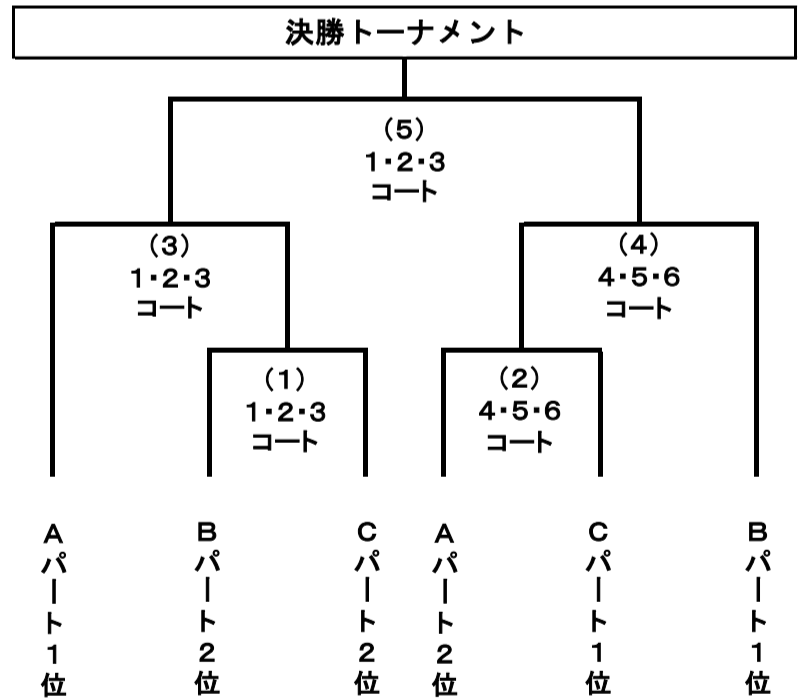 決勝トーナメント
（５）
１・２・３
コート
（３）
１・２・３
コート
（４）
４・５・６
コート
（１）
１・２・３
コート
（２）
４・５・６
コート
Aパート１位
Bパート２位
Cパート２位
Aパート２位
Cパート１位
Bパート１位